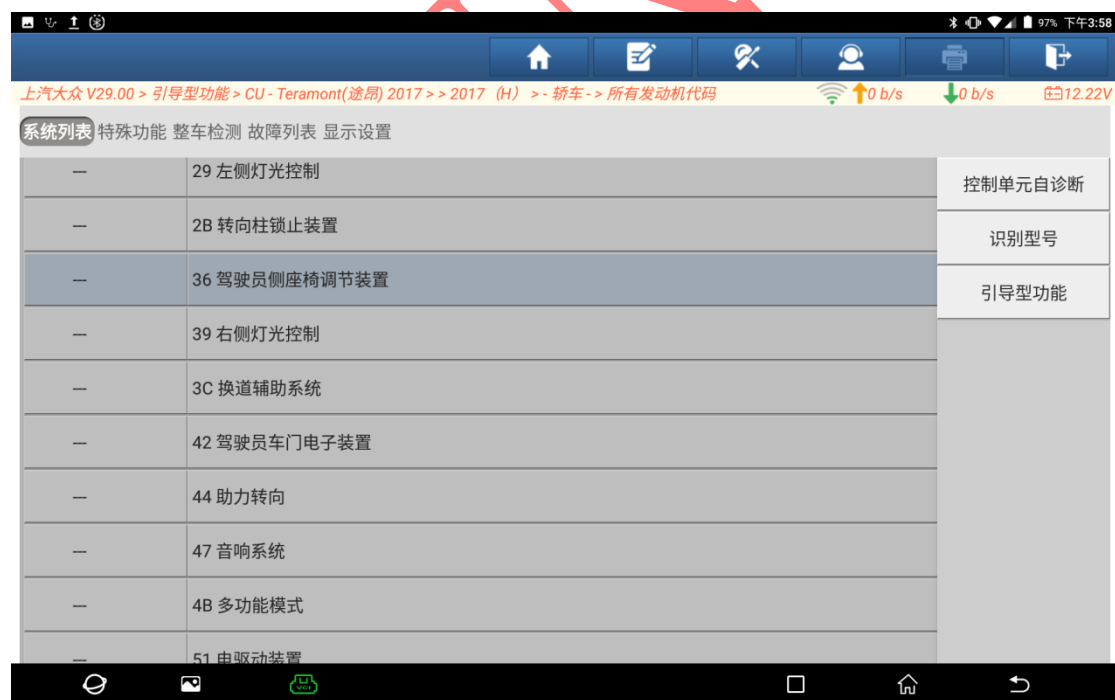 97% 下午3:58
上汽大众 V29.00 > 引导型功能 > CU - Teramont(途昂) 2017 > > 2017 (H) > - 轿车 - > 所有发动机代码 0 b/s 0 b/s 12.22V
系统列表 特殊功能 整车检测 故障列表 显示设置
--- 29 左侧灯光控制
控制单元自诊断
--- 2B 转向柱锁止装置
识别型号
--- 36 驾驶员侧座椅调节装置
引导型功能
--- 39 右侧灯光控制
--- 3C 换道辅助系统
--- 42 驾驶员车门电子装置
--- 44 助力转向
--- 47 音响系统
--- 4B 多功能模式
--- 51 电驱动装置
VCI